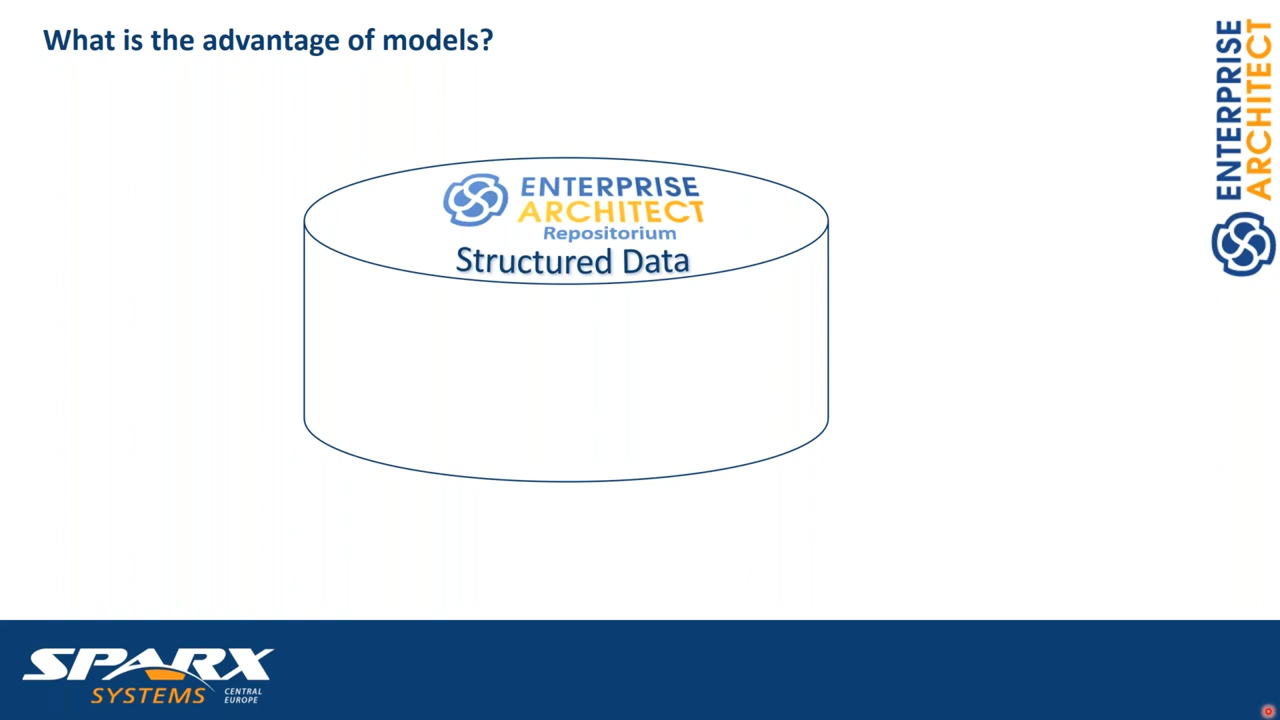 What is the advantage of models?
ENTERPRISE
ARCHITECT
ENTERPRISE
ARCHITECT
Repositorium
Structured Data
SPARX
SYSTEMS
CENTRAL
EUROPE